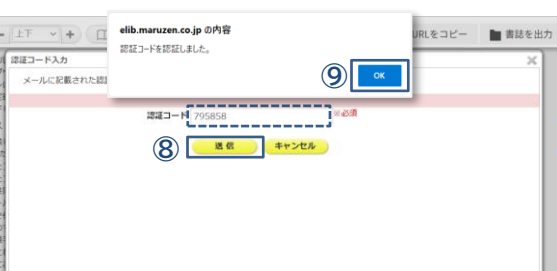 elib.maruzen.co.jp の内容
認証コードを認証しました。
⑨ OK
上下 + URLをコピー 書誌を出力
認証コード入力
メールに記載された認
認証コード 795858 ※必須
⑧ 送信 キャンセル